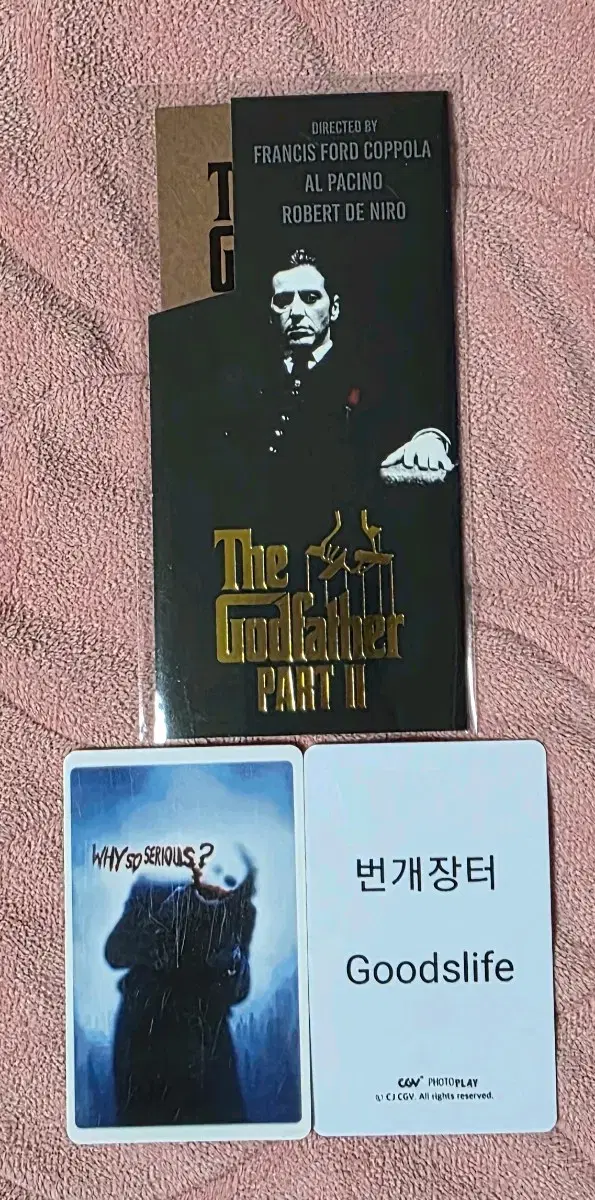 DIRECTED BY
FRANCIS FORD COPPOLA
AL PACINO
ROBERT DE NIRO
T
G
The
Godfather
PART II
WHY SO SERIOUS?
번개장터
Goodslife
CGV PHOTOPLAY
© CJ CGV. All rights reserved.